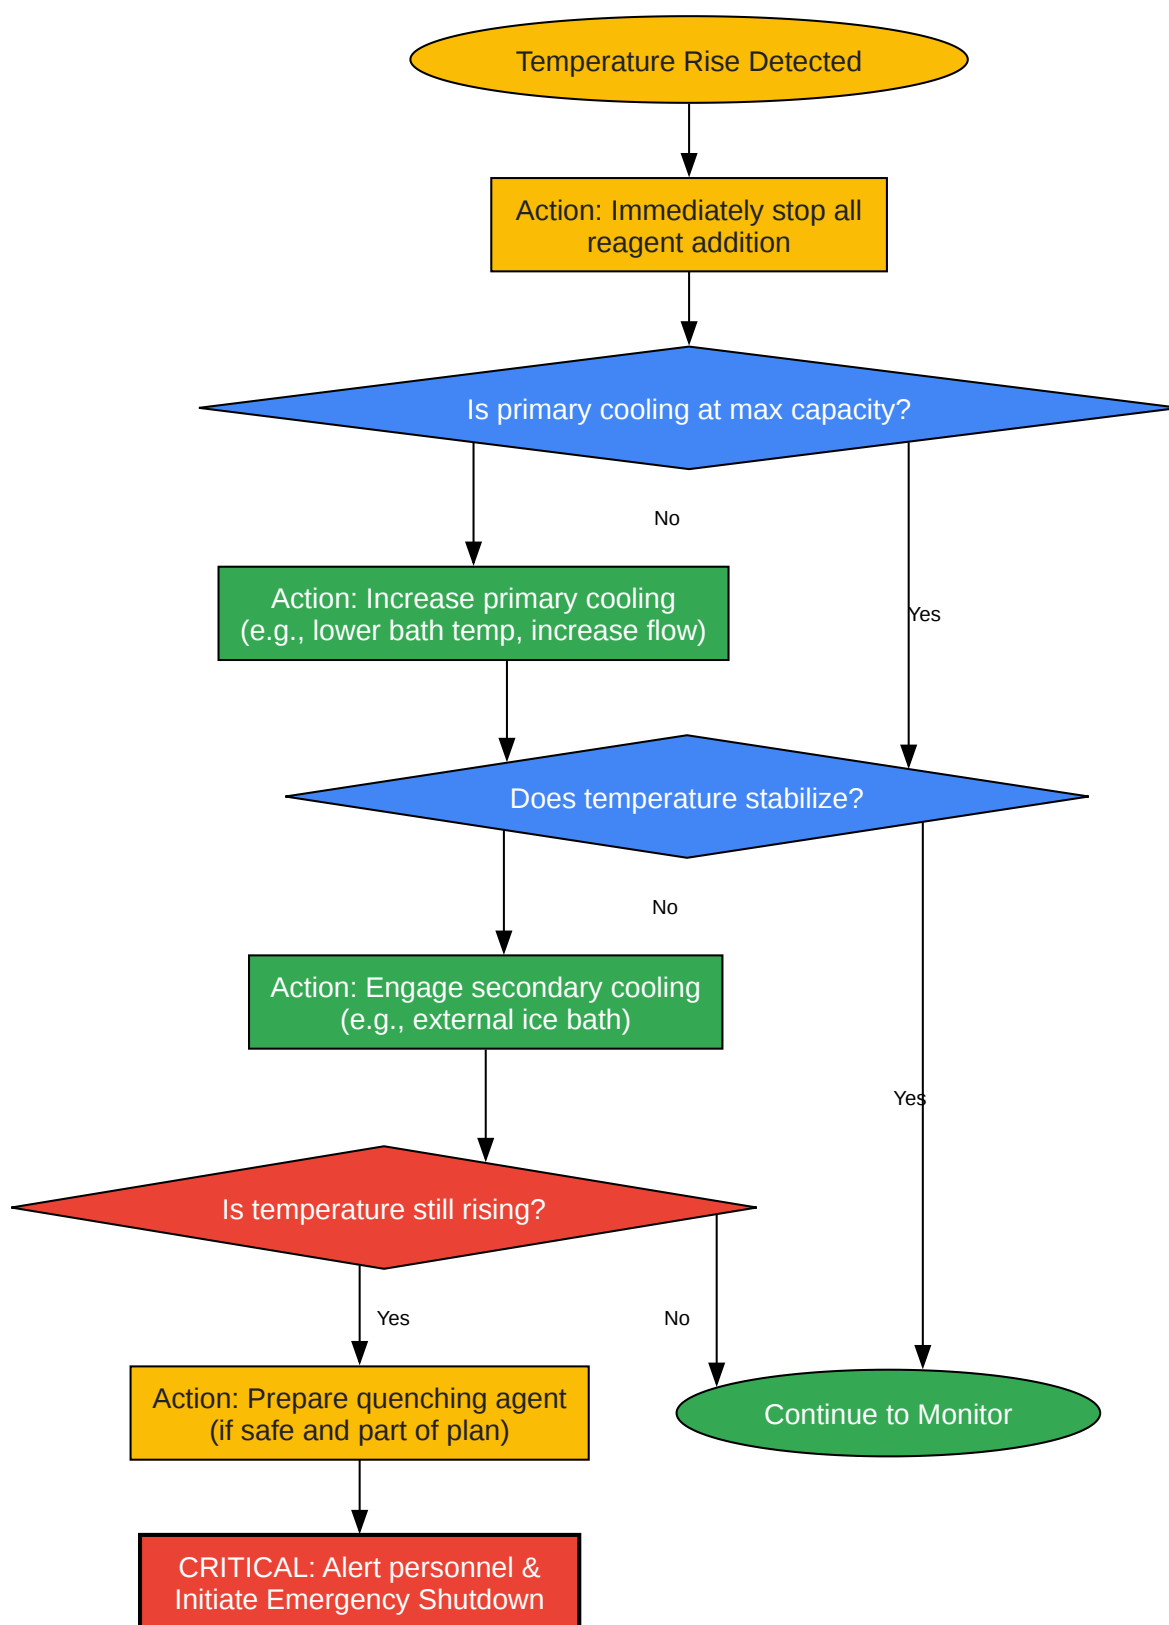 Temperature Rise Detected
Action: Immediately stop all
reagent addition
Is primary cooling at max capacity?
No
Action: Increase primary cooling
(e.g., lower bath temp, increase flow)
Yes
Does temperature stabilize?
No
Action: Engage secondary cooling
(e.g., external ice bath)
Yes
Is temperature still rising?
Yes
No
Action: Prepare quenching agent
(if safe and part of plan)
Continue to Monitor
CRITICAL: Alert personnel &
Initiate Emergency Shutdown